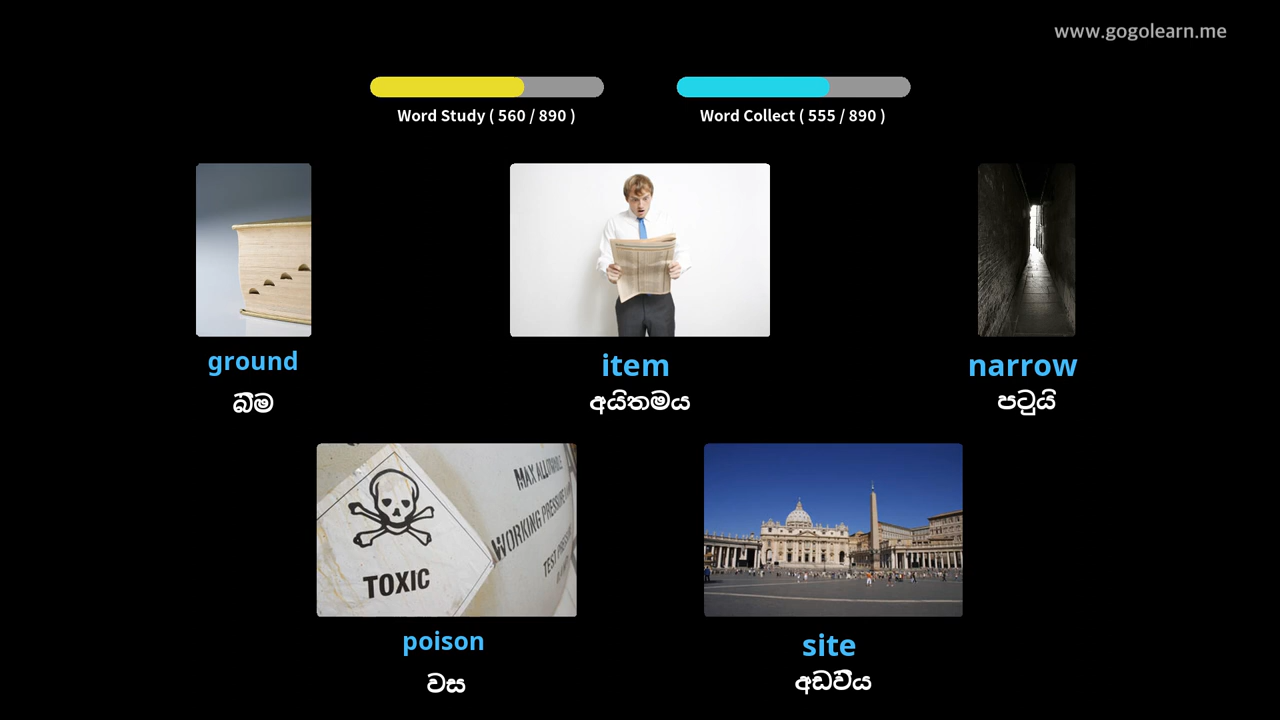 www.gogolearn.me
Word Study ( 560 / 890 )
Word Collect ( 555 / 890 )
ground
බිම
item
අයිතමය
narrow
පටුයි
TOXIC
MAX ALLOWABLE
WORKING PRESSURE
poison
වස
site
අඩවිය